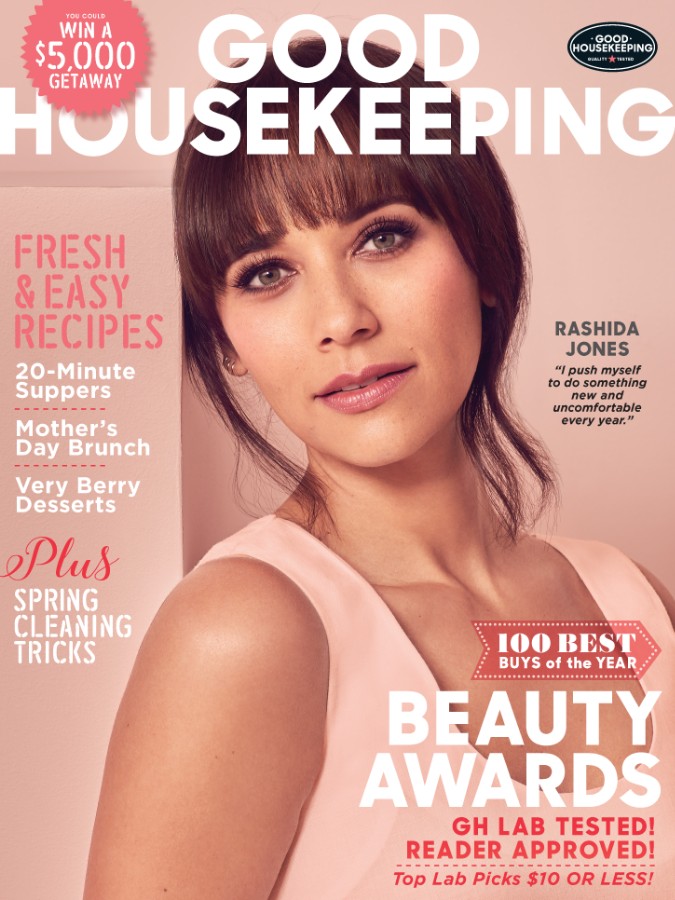 YOU COULD
WIN A
$5,000
GETAWAY
GOOD
HOUSEKEEPING
·GOOD·
HOUSEKEEPING
QUALITY ★ TESTED
FRESH
& EASY
RECIPES
20-Minute
Suppers
Mother's
Day Brunch
Very Berry
Desserts
Plus
SPRING
CLEANING
TRICKS
RASHIDA
JONES
"I push myself
to do something
new and
uncomfortable
every year."
100 BEST
BUYS of the YEAR
BEAUTY
AWARDS
GH LAB TESTED!
READER APPROVED!
Top Lab Picks $10 OR LESS!